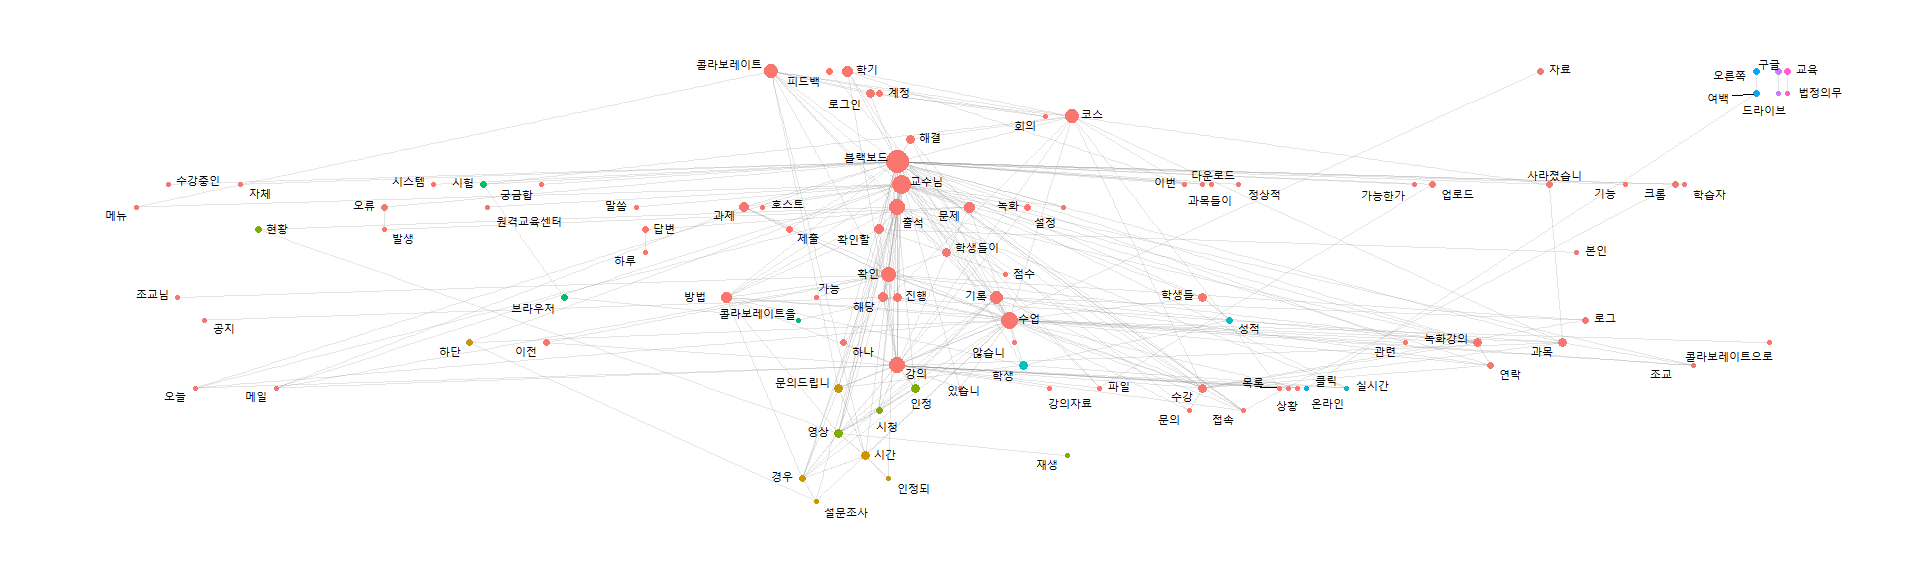 콜라보레이트
피드백
학기
자료
구글
오른쪽
교육
로그인
계정
여백
법정의무
드라이브
회의
코스
해결
블랙보드
다운로드
사라졌습니
수강중인
자체
시스템
시험
궁금합
교수님
이번
과목들이
정상적
가능한가
업로드
기능
크롬
학습자
메뉴
오류
원격교육센터
말씀
과제
호스트
출석
문제
녹화
설정
현황
발생
답변
제출
확인할
학생들이
본인
하루
확인
점수
조교님
방법
가능
해당
진행
기록
학생들
브라우저
콜라보레이트을
공지
수업
성적
로그
하단
이전
하나
않습니
관련
녹화강의
과목
콜라보레이트으로
강의
학생
연락
조교
오늘
메일
문의드립니
인정
있습니
강의자료
파일
수강
목록
클릭
실시간
상황
온라인
시청
문의
접속
영상
시간
재생
경우
인정되
설문조사